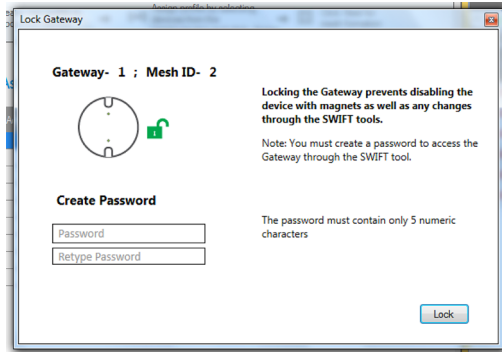 Lock Gateway
Gateway- 1 ; Mesh ID- 2
Locking the Gateway prevents disabling the
device with magnets as well as any changes
through the SWIFT tools.
Note: You must create a password to access the
Gateway through the SWIFT tool.
Create Password
Password
Retype Password
The password must contain only 5 numeric
characters
Lock